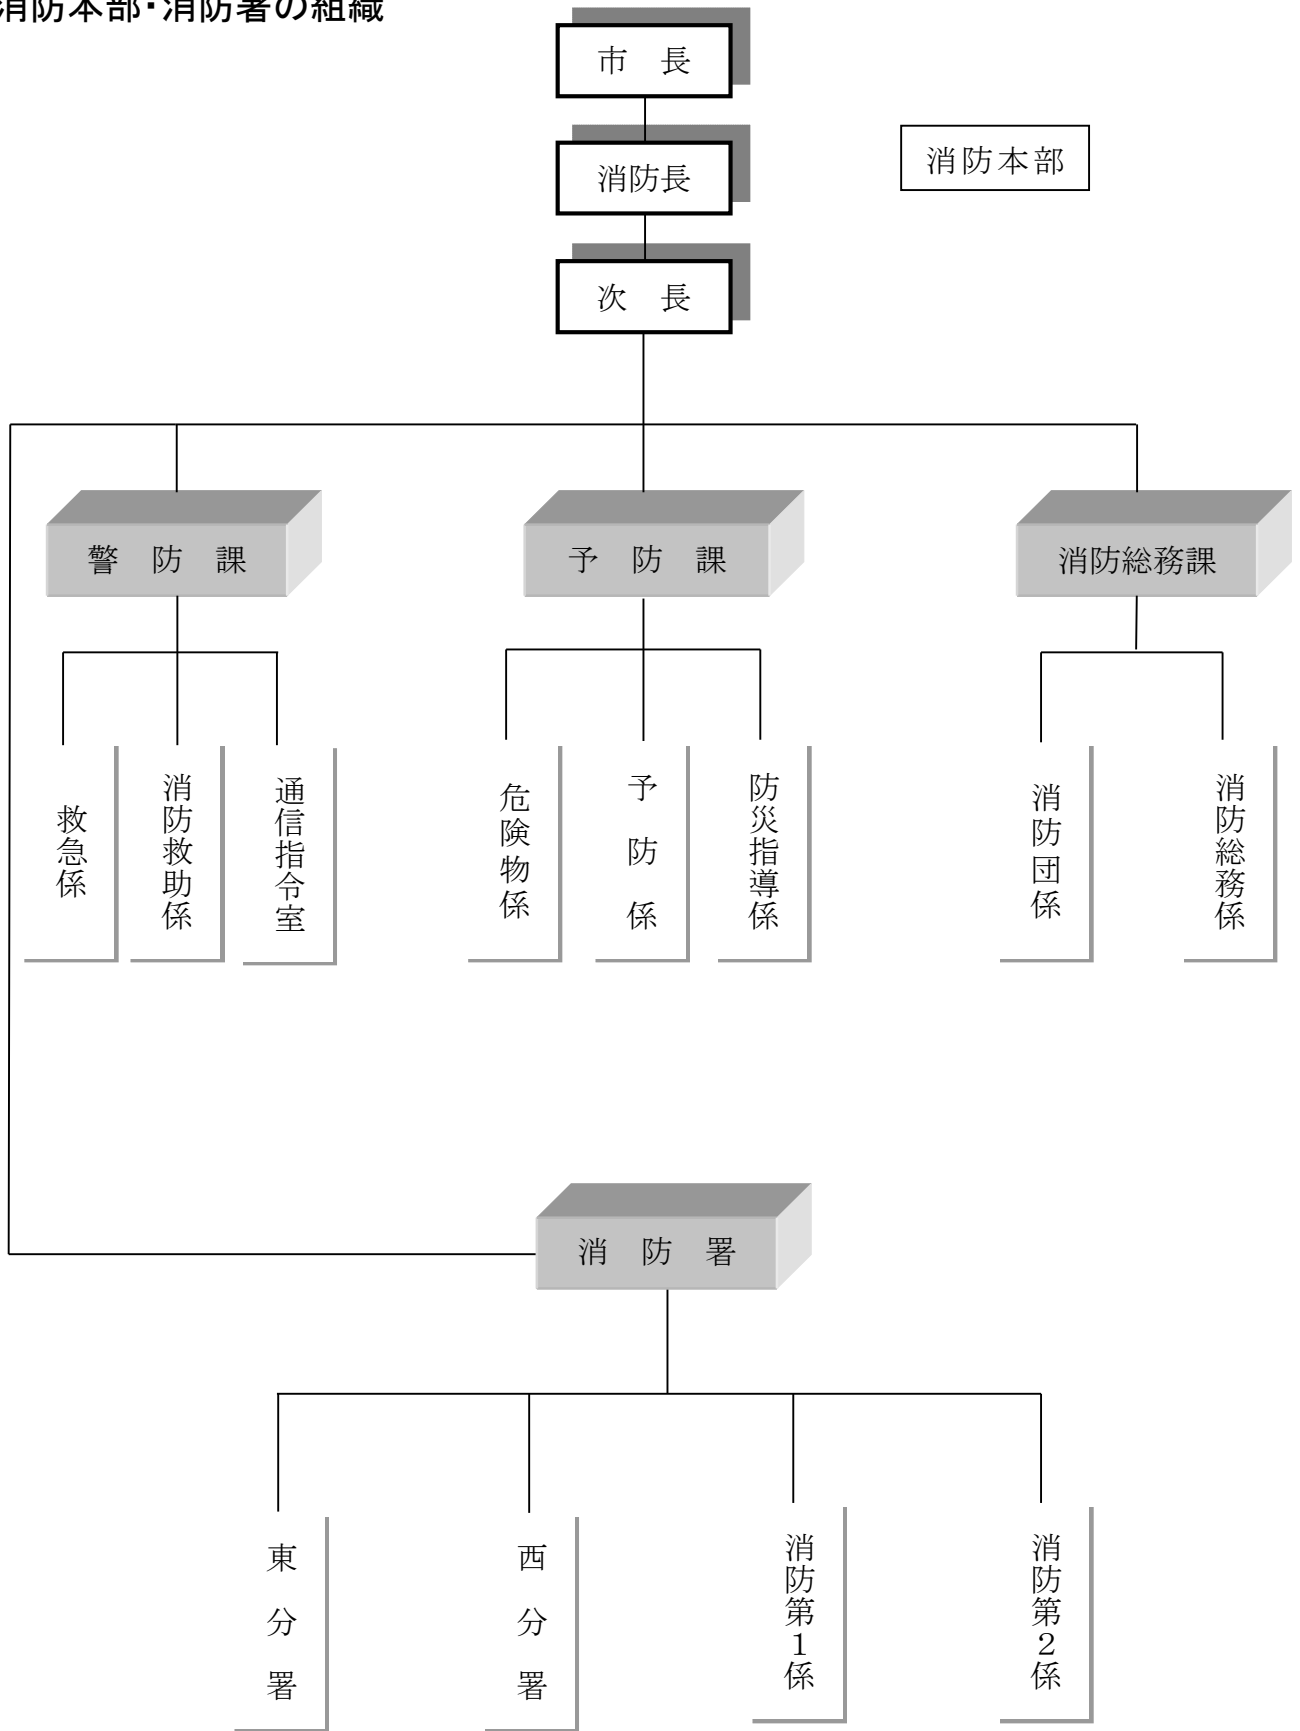 消防本部・消防署の組織
市　長
消防長
消防本部
次　長
警　防　課
予　防　課
消防総務課
救急係
消防救助係
通信指令室
危険物係
予　防　係
防災指導係
消防団係
消防総務係
消　防　署
東　分　署
西　分　署
消防第１係
消防第２係